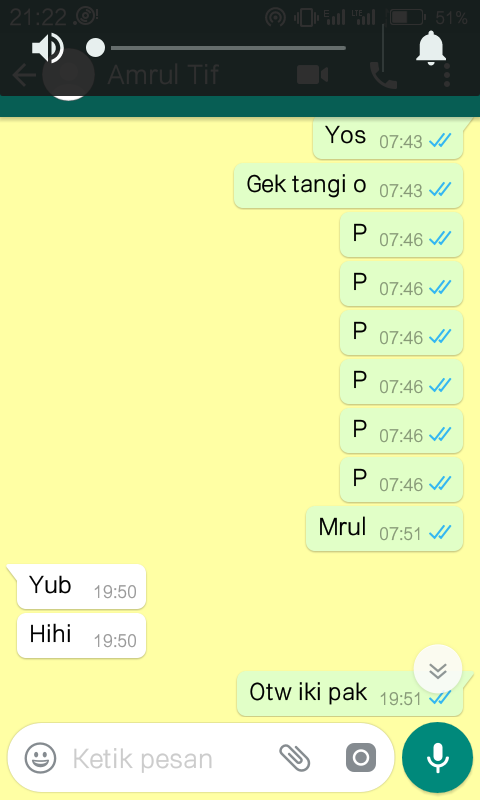 21:22
51%
Amrul Tif
Yos 07:43
Gek tangi o 07:43
P 07:46
P 07:46
P 07:46
P 07:46
P 07:46
P 07:46
Mrul 07:51
Yub 19:50
Hihi 19:50
Otw iki pak 19:51
Ketik pesan